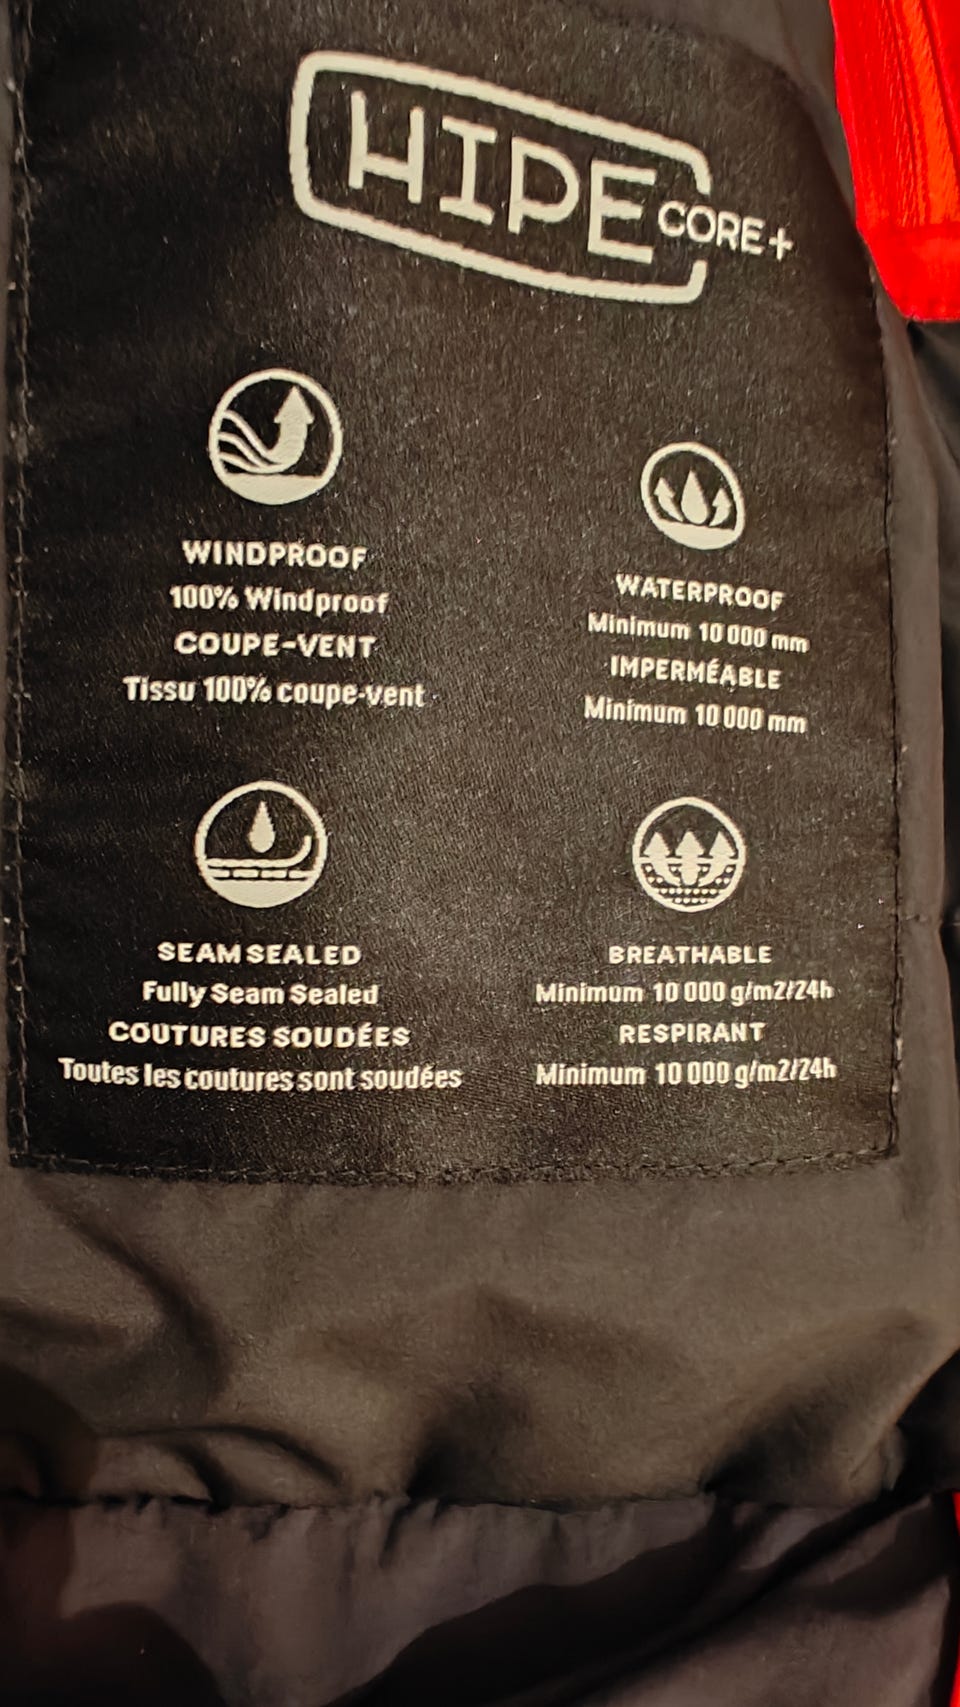 HIPE CORE+
WINDPROOF
100% Windproof
COUPE-VENT
Tissu 100% coupe-vent
WATERPROOF
Minimum 10 000 mm
IMPERMÉABLE
Minimum 10 000 mm
SEAM SEALED
Fully Seam Sealed
COUTURES SOUDÉES
Toutes les coutures sont soudées
BREATHABLE
Minimum 10 000 g/m2/24h
RESPIRANT
Minimum 10 000 g/m2/24h